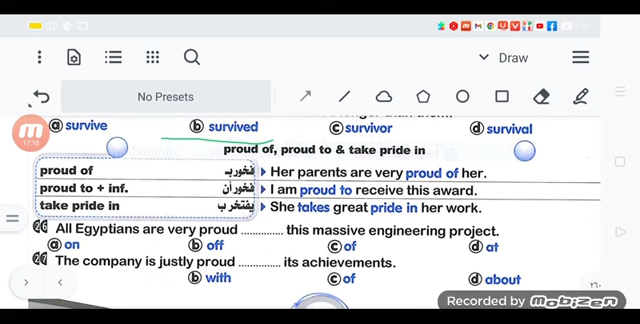 Draw
No Presets
ⓐ survive ⓑ survived ⓒ survivor ⓓ survival
17:10
proud of, proud to & take pride in
proud of فخور بـ Her parents are very proud of her.
proud to + inf. فخور أن I am proud to receive this award.
take pride in يفتخر ب She takes great pride in her work.
26 All Egyptians are very proud .............. this massive engineering project.
ⓐ on ⓑ off ⓒ of ⓓ at
27 The company is justly proud .............. its achievements.
ⓑ with ⓒ of ⓓ about
٢٦٠
Recorded by MobiZen